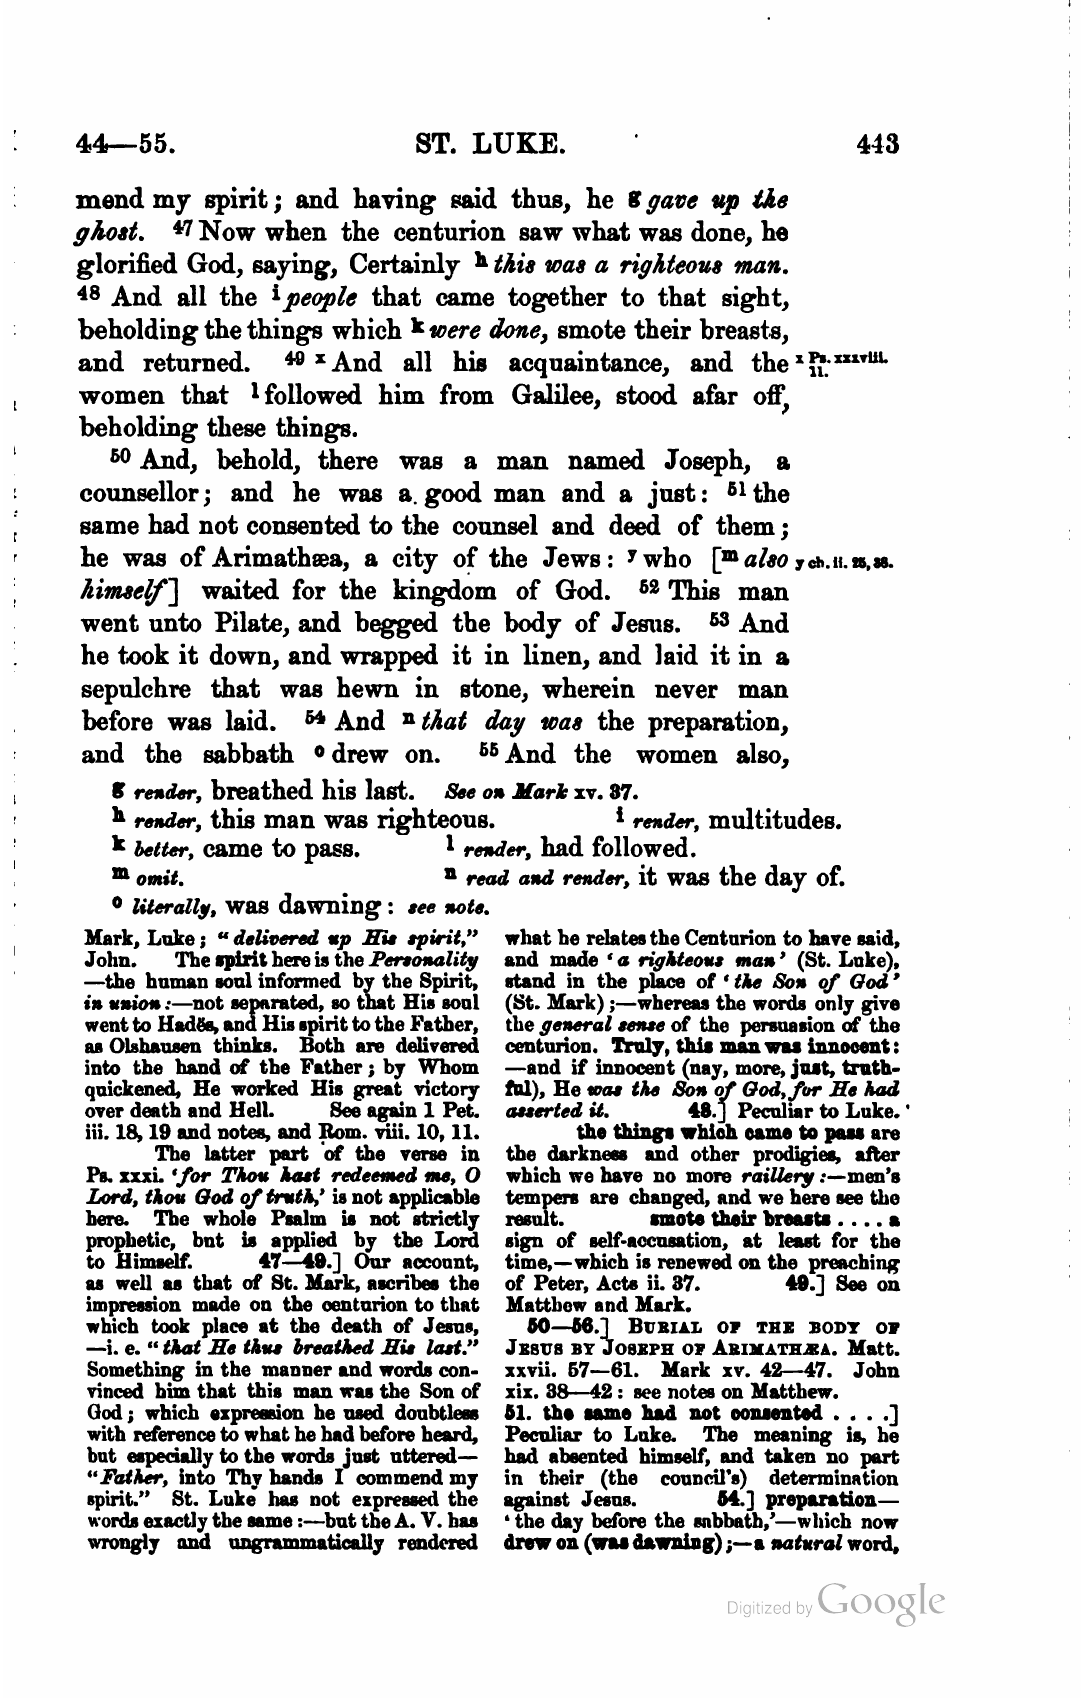 44—55. ST. LUKE. 443
mend my spirit; and having said thus, he g gave up the
ghost. 47 Now when the centurion saw what was done, he
glorified God, saying, Certainly h this was a righteous man.
48 And all the i people that came together to that sight,
beholding the things which k were done, smote their breasts,
and returned. 49 x And all his acquaintance, and the x Ps. xxxviii. 11.
women that l followed him from Galilee, stood afar off,
beholding these things.
50 And, behold, there was a man named Joseph, a
counsellor; and he was a good man and a just: 51 the
same had not consented to the counsel and deed of them;
he was of Arimathæa, a city of the Jews: y who [m also y ch. ii. 25, 38.
himself] waited for the kingdom of God. 52 This man
went unto Pilate, and begged the body of Jesus. 53 And
he took it down, and wrapped it in linen, and laid it in a
sepulchre that was hewn in stone, wherein never man
before was laid. 54 And n that day was the preparation,
and the sabbath o drew on. 55 And the women also,
g render, breathed his last. See on Mark xv. 37.
h render, this man was righteous. i render, multitudes.
k better, came to pass. l render, had followed.
m omit. n read and render, it was the day of.
o literally, was dawning: see note.
Mark, Luke; "delivered up His spirit,"
John. The spirit here is the Personality
—the human soul informed by the Spirit,
in union:—not separated, so that His soul
went to Hadës, and His spirit to the Father,
as Olshausen thinks. Both are delivered
into the hand of the Father; by Whom
quickened, He worked His great victory
over death and Hell. See again 1 Pet.
iii. 18, 19 and notes, and Rom. viii. 10, 11.
The latter part of the verse in
Ps. xxxi. 'for Thou hast redeemed me, O
Lord, thou God of truth,' is not applicable
here. The whole Psalm is not strictly
prophetic, but is applied by the Lord
to Himself. 47—49.] Our account,
as well as that of St. Mark, ascribes the
impression made on the centurion to that
which took place at the death of Jesus,
—i. e. "that He thus breathed His last."
Something in the manner and words con-
vinced him that this man was the Son of
God; which expression he used doubtless
with reference to what he had before heard,
but especially to the words just uttered—
"Father, into Thy hands I commend my
spirit." St. Luke has not expressed the
words exactly the same:—but the A. V. has
wrongly and ungrammatically rendered
what he relates the Centurion to have said,
and made 'a righteous man' (St. Luke),
stand in the place of 'the Son of God'
(St. Mark);—whereas the words only give
the general sense of the persuasion of the
centurion. Truly, this man was innocent:
—and if innocent (nay, more, just, truth-
ful), He was the Son of God, for He had
asserted it. 48.] Peculiar to Luke.
the things which came to pass are
the darkness and other prodigies, after
which we have no more raillery:—men's
tempers are changed, and we here see the
result. smote their breasts . . . . a
sign of self-accusation, at least for the
time,—which is renewed on the preaching
of Peter, Acts ii. 37. 49.] See on
Matthew and Mark.
50—56.] BURIAL OF THE BODY OF
JESUS BY JOSEPH OF ARIMATHÆA. Matt.
xxvii. 57—61. Mark xv. 42—47. John
xix. 38—42: see notes on Matthew.
51. the same had not consented . . . .]
Peculiar to Luke. The meaning is, he
had absented himself, and taken no part
in their (the council's) determination
against Jesus. 54.] preparation—
'the day before the sabbath,'—which now
drew on (was dawning);—a natural word,
Digitized by Google